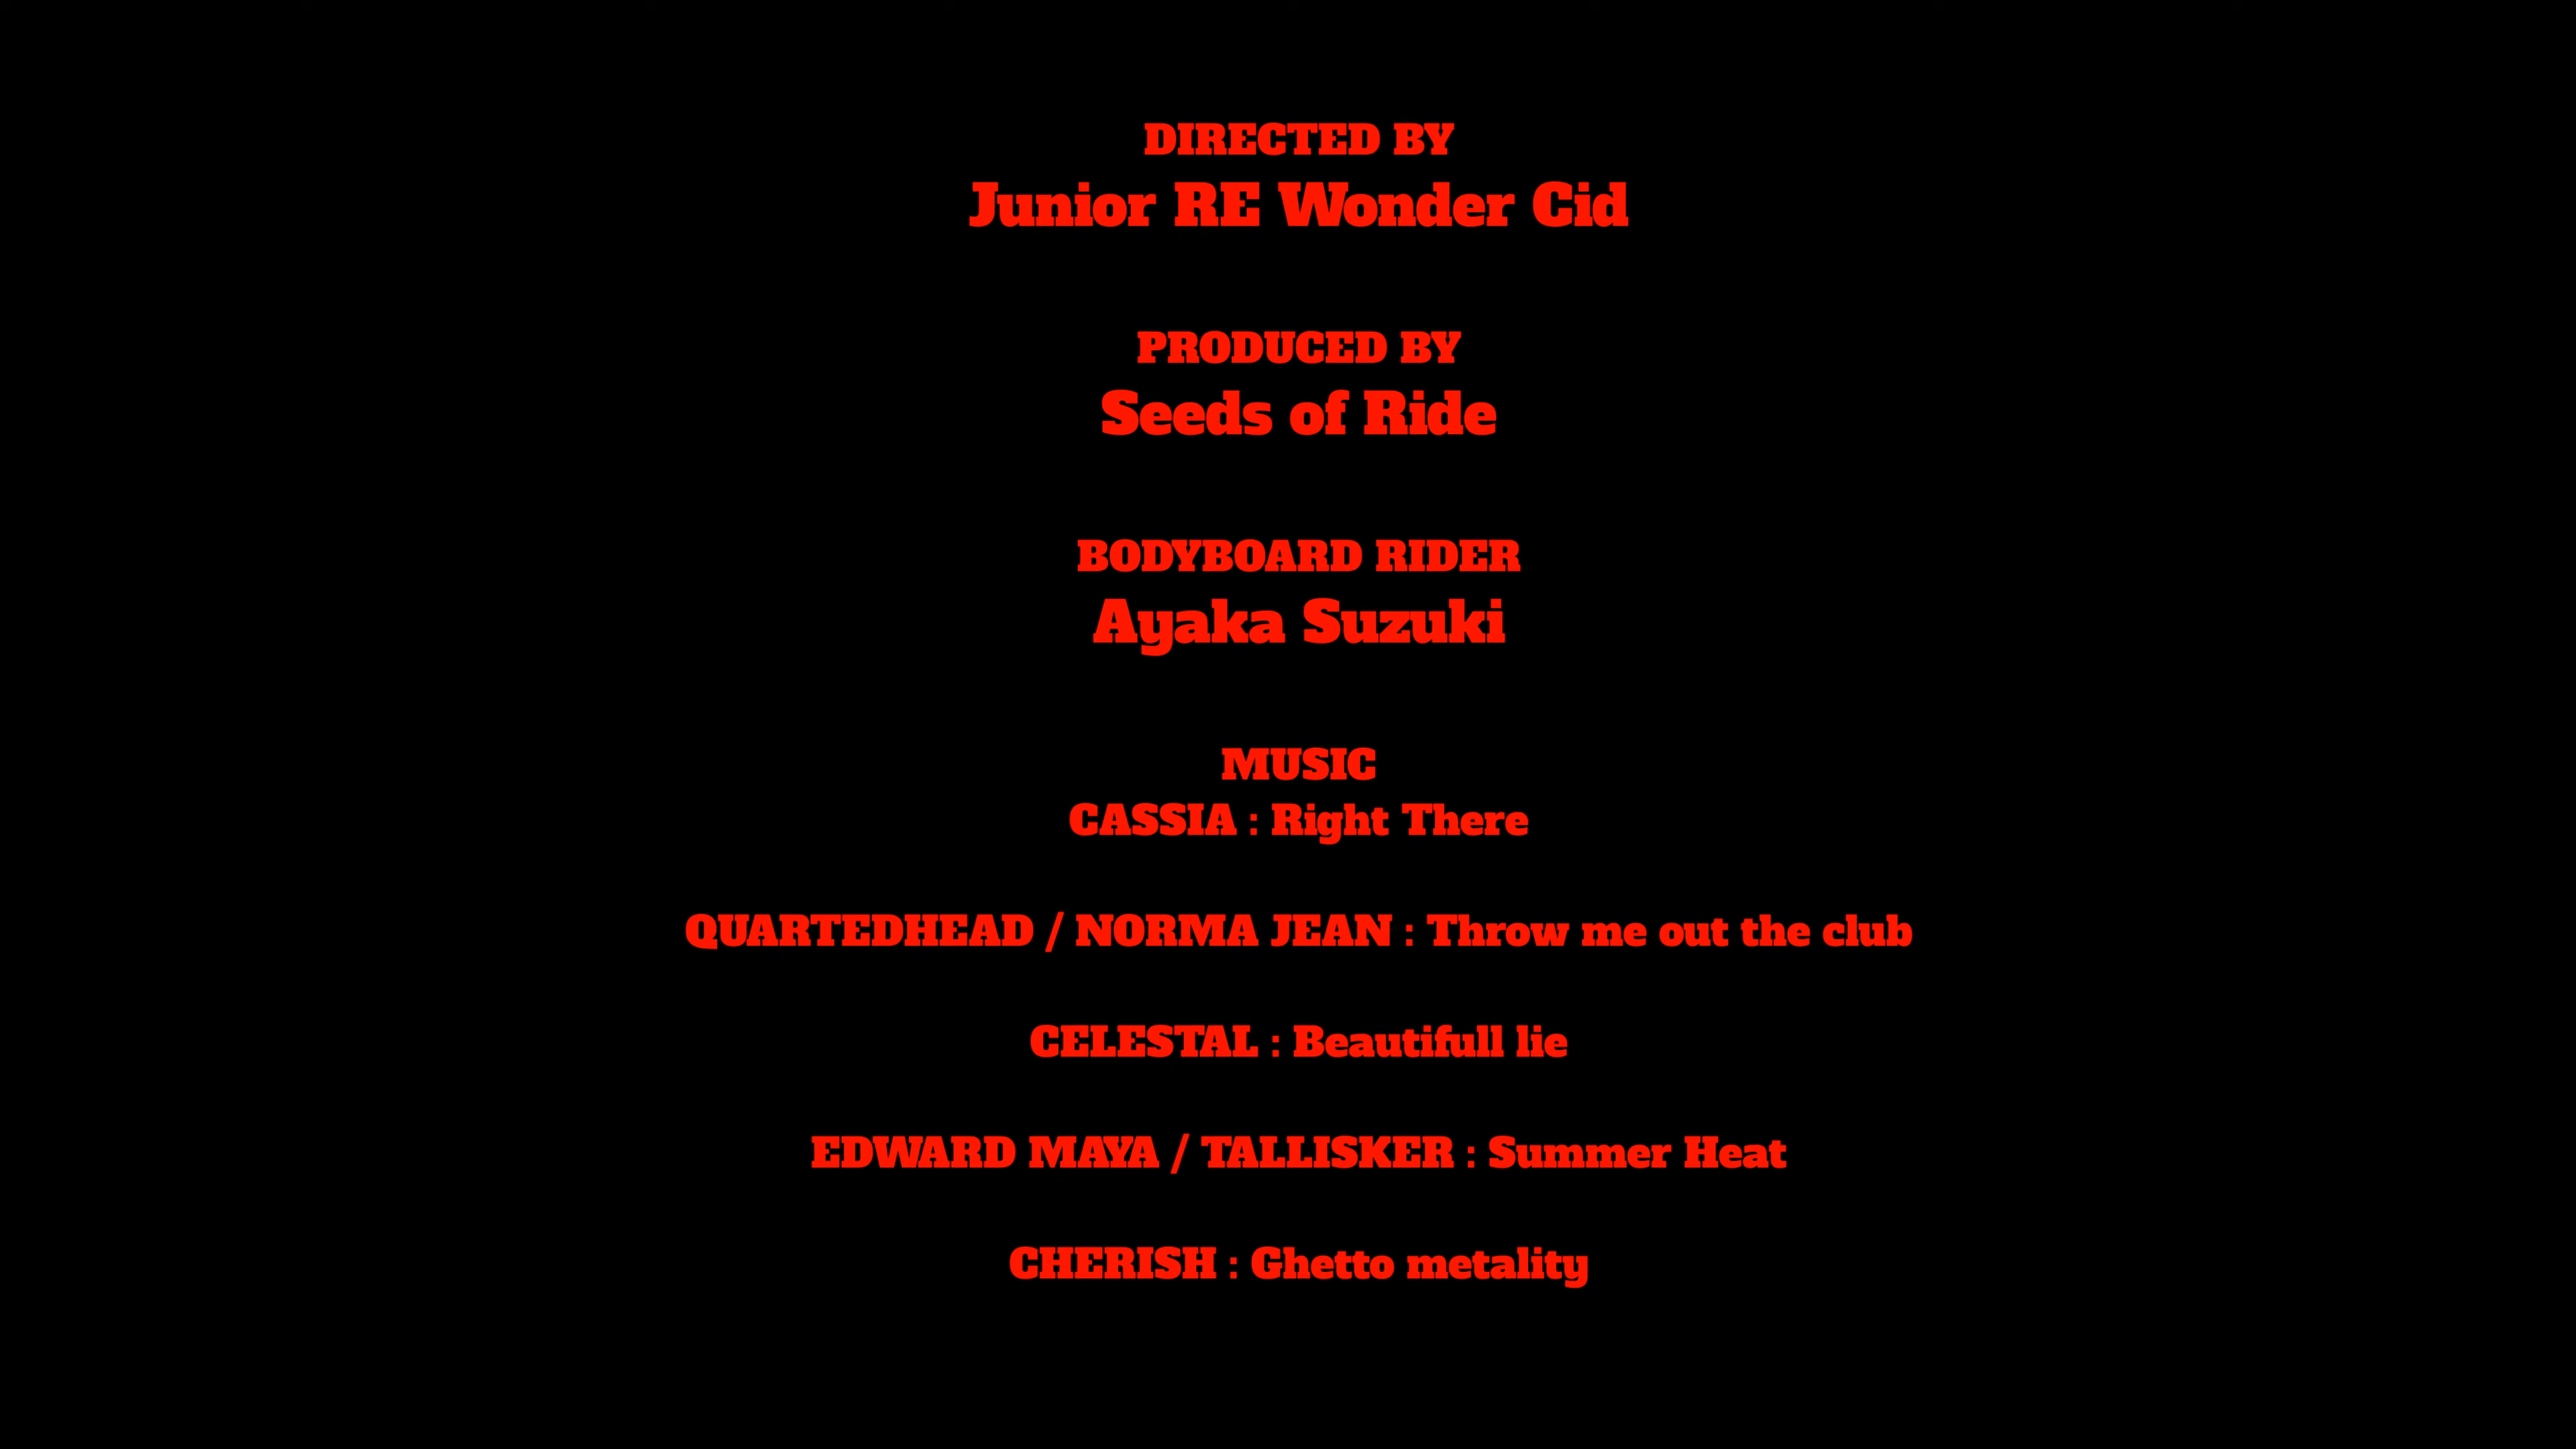 DIRECTED BY
Junior RE Wonder Cid
PRODUCED BY
Seeds of Ride
BODYBOARD RIDER
Ayaka Suzuki
MUSIC
CASSIA : Right There
QUARTEDHEAD / NORMA JEAN : Throw me out the club
CELESTAL : Beautifull lie
EDWARD MAYA / TALLISKER : Summer Heat
CHERISH : Ghetto metality